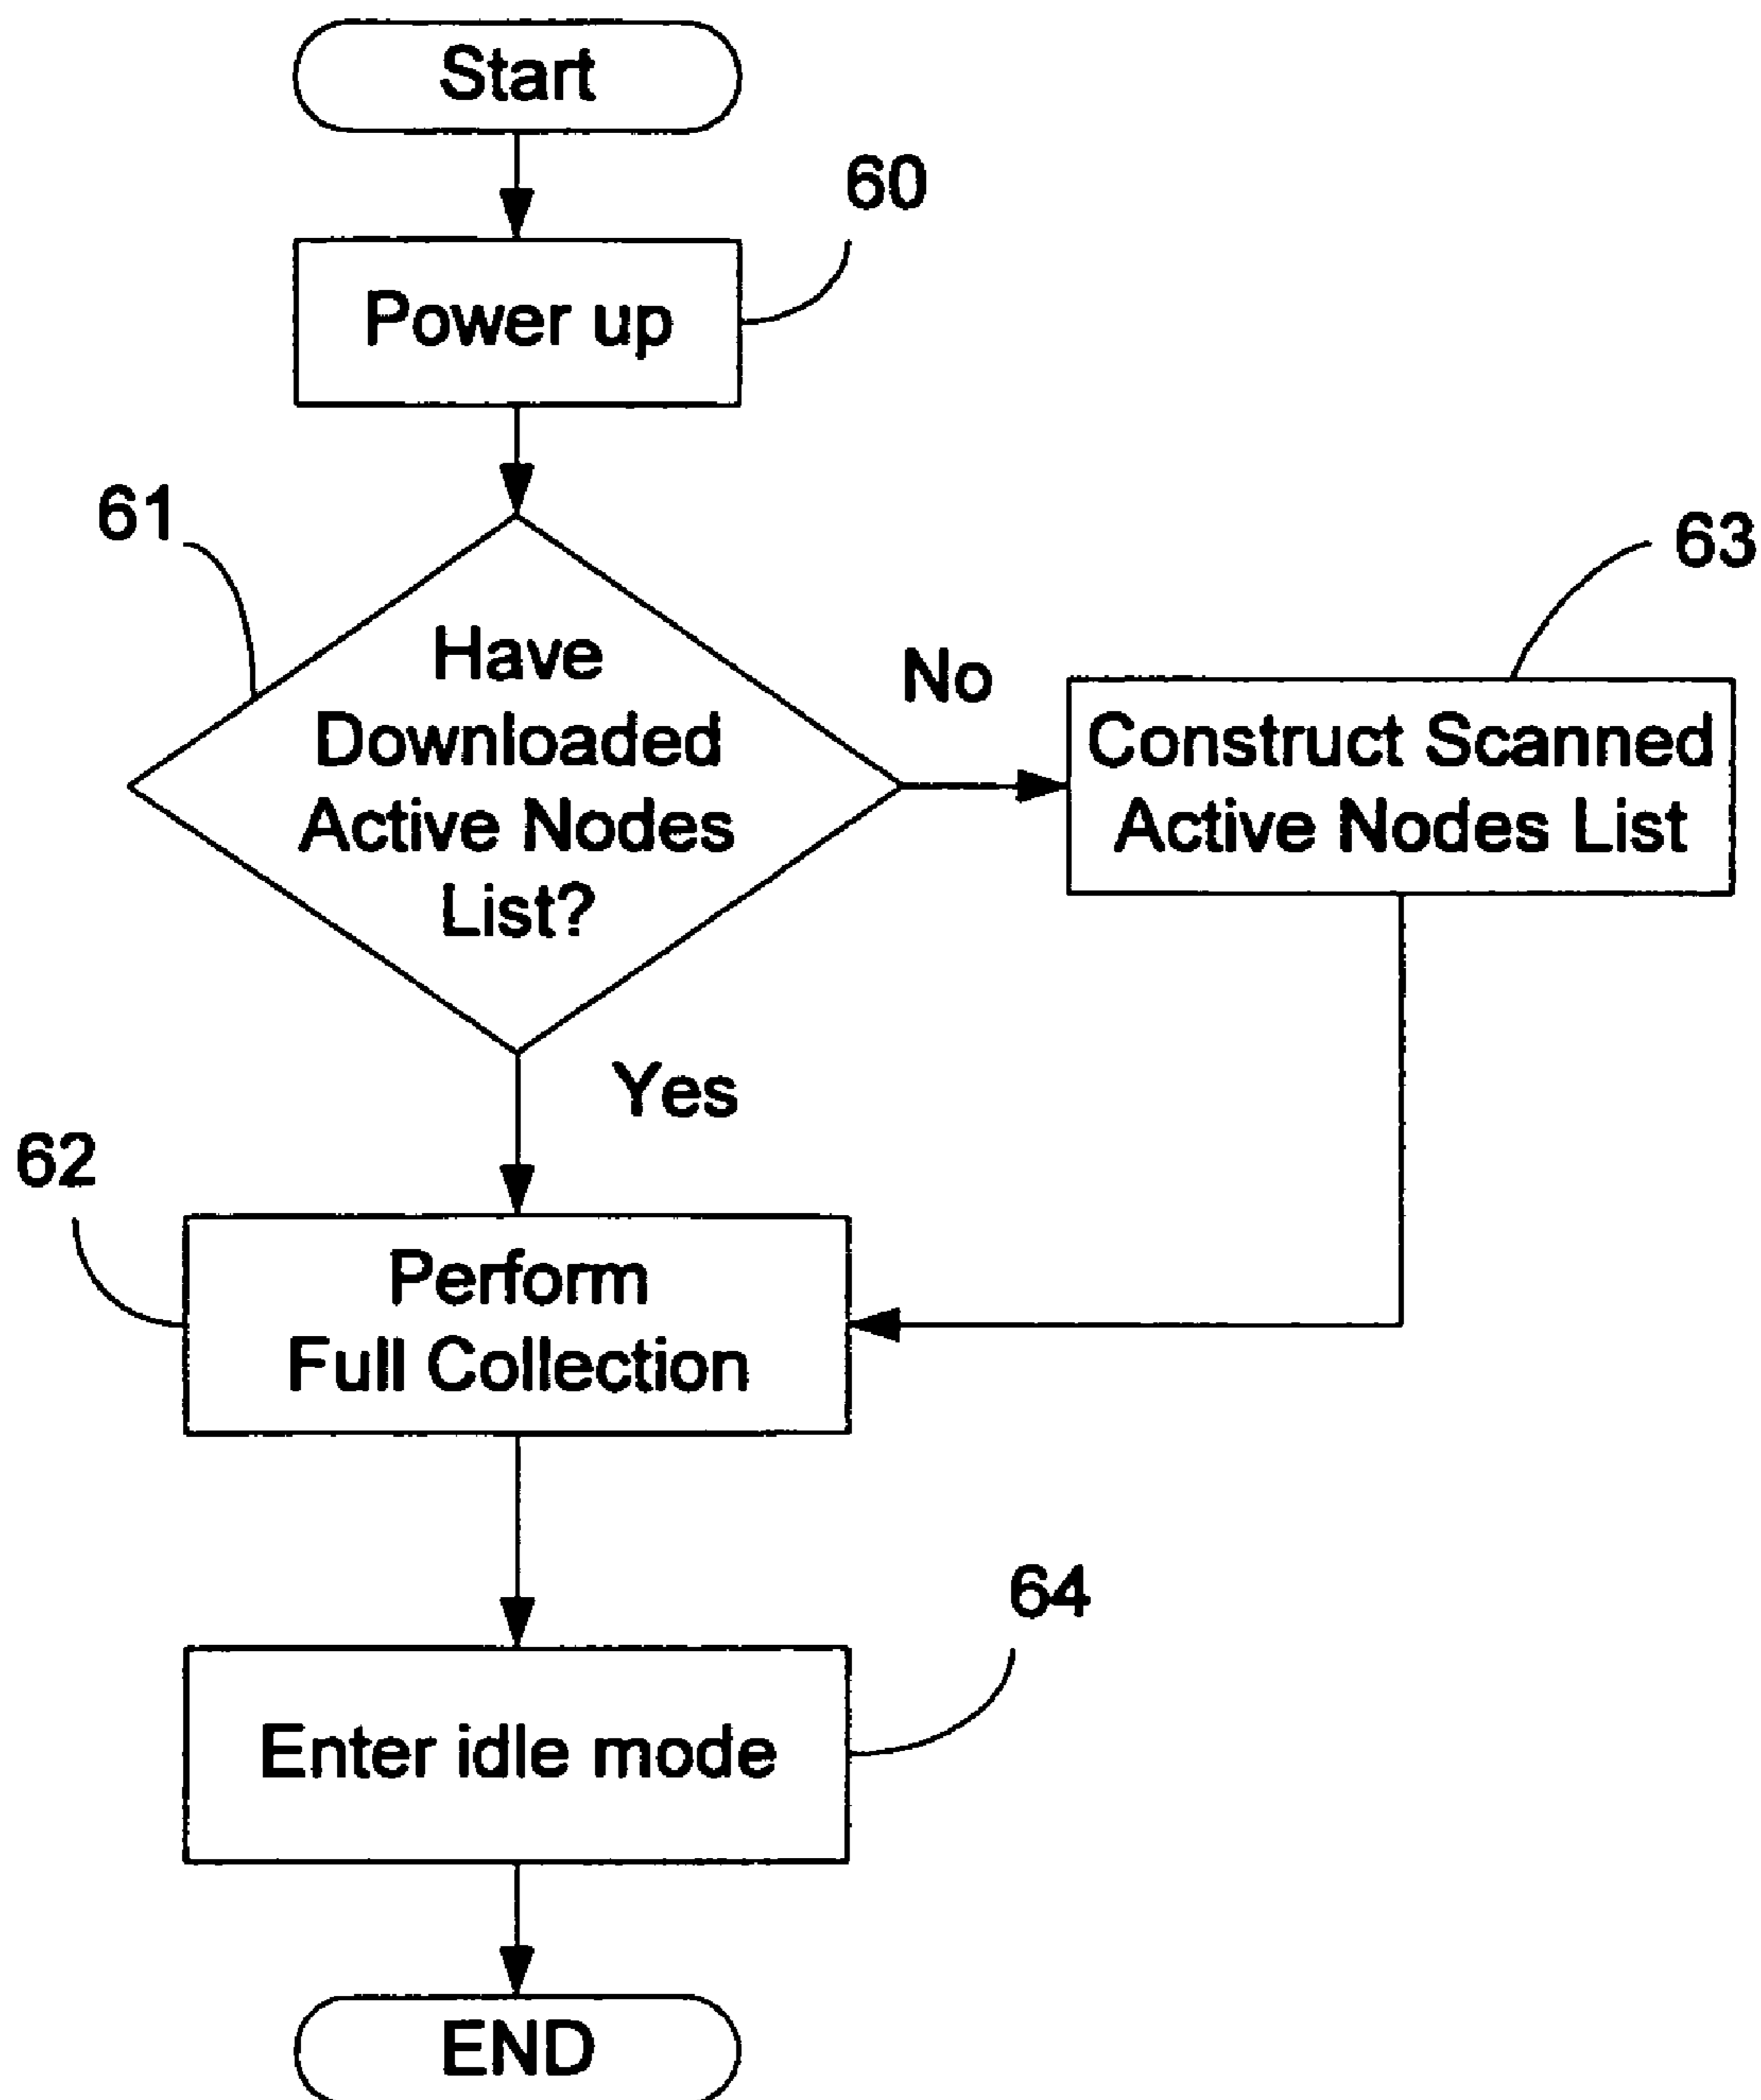 Start
60
Power up
61
Have
Downloaded
Active Nodes
List?
No
63
Construct Scanned
Active Nodes List
Yes
62
Perform
Full Collection
64
Enter idle mode
END